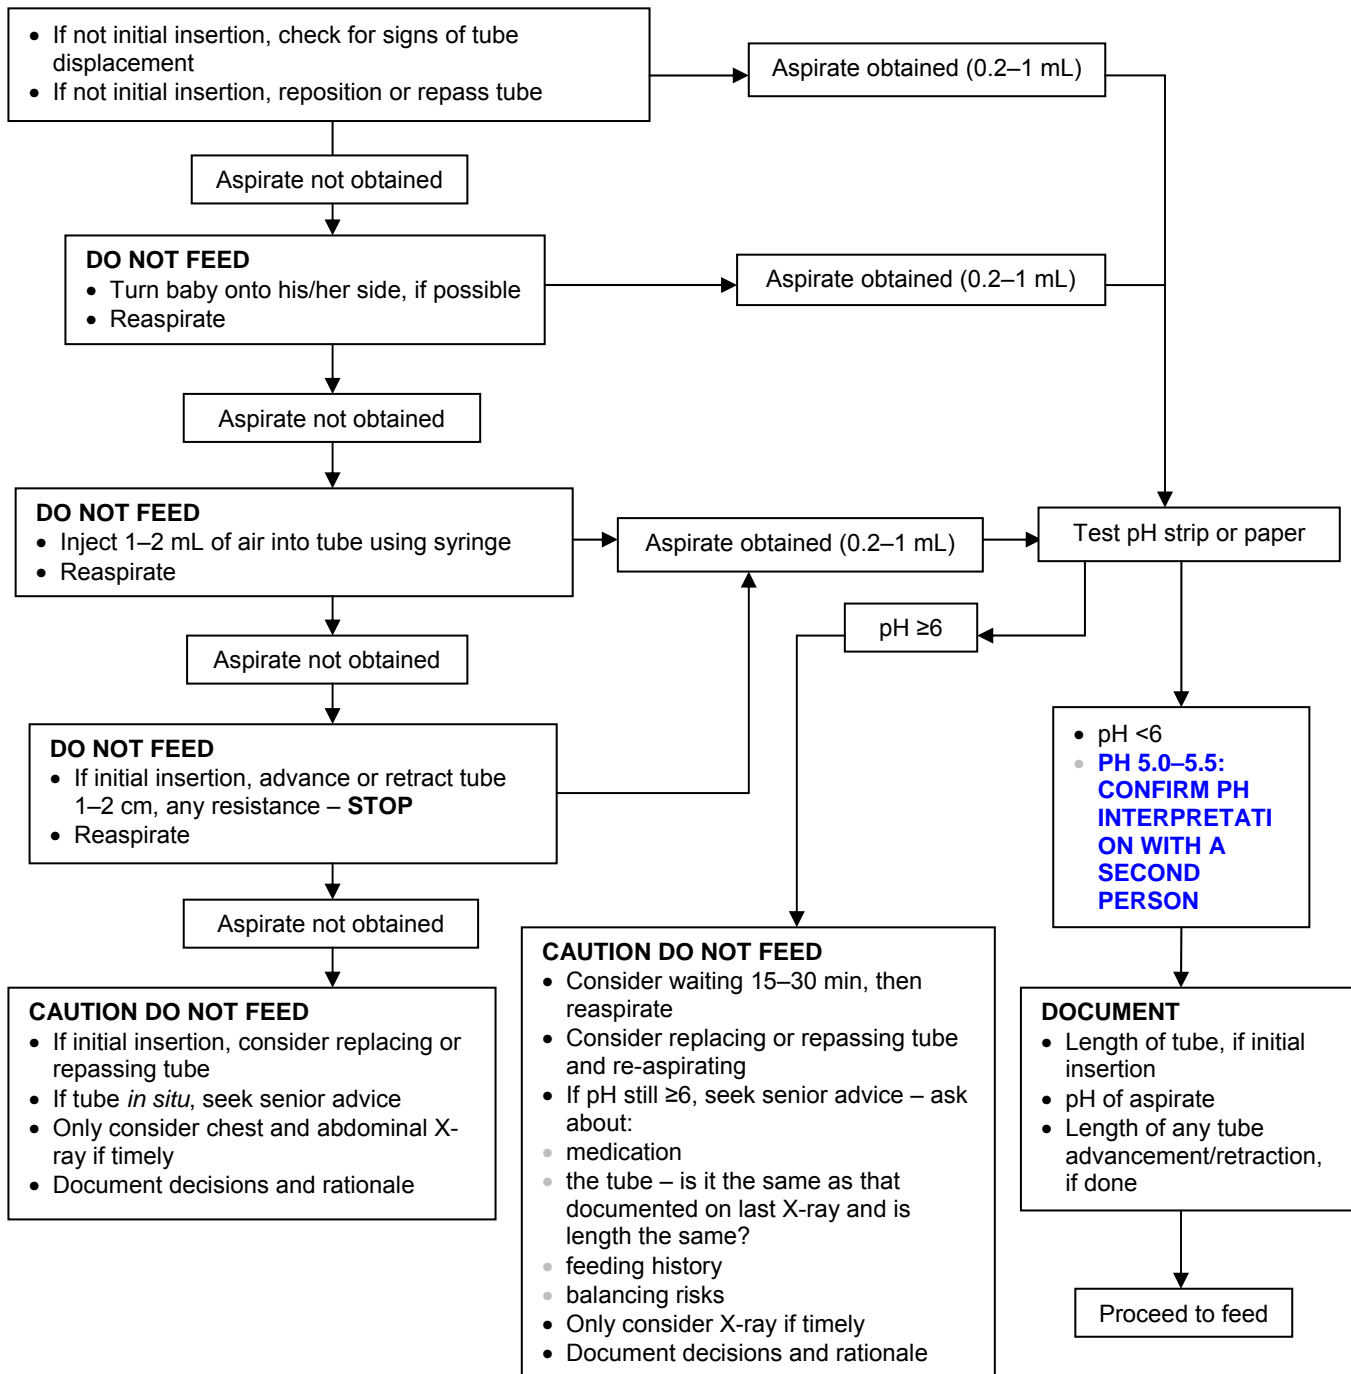 • If not initial insertion, check for signs of tube
displacement
• If not initial insertion, reposition or repass tube
Aspirate obtained (0.2–1 mL)
Aspirate not obtained
DO NOT FEED
• Turn baby onto his/her side, if possible
• Reaspirate
Aspirate obtained (0.2–1 mL)
Aspirate not obtained
DO NOT FEED
• Inject 1–2 mL of air into tube using syringe
• Reaspirate
Aspirate obtained (0.2–1 mL)
Test pH strip or paper
pH ≥6
Aspirate not obtained
DO NOT FEED
• If initial insertion, advance or retract tube
1–2 cm, any resistance – STOP
• Reaspirate
• pH <6
• PH 5.0–5.5:
CONFIRM PH
INTERPRETATI
ON WITH A
SECOND
PERSON
Aspirate not obtained
CAUTION DO NOT FEED
• If initial insertion, consider replacing or
repassing tube
• If tube in situ, seek senior advice
• Only consider chest and abdominal X-
ray if timely
• Document decisions and rationale
CAUTION DO NOT FEED
• Consider waiting 15–30 min, then
reaspirate
• Consider replacing or repassing tube
and re-aspirating
• If pH still ≥6, seek senior advice – ask
about:
• medication
• the tube – is it the same as that
documented on last X-ray and is
length the same?
• feeding history
• balancing risks
• Only consider X-ray if timely
• Document decisions and rationale
DOCUMENT
• Length of tube, if initial
insertion
• pH of aspirate
• Length of any tube
advancement/retraction,
if done
Proceed to feed